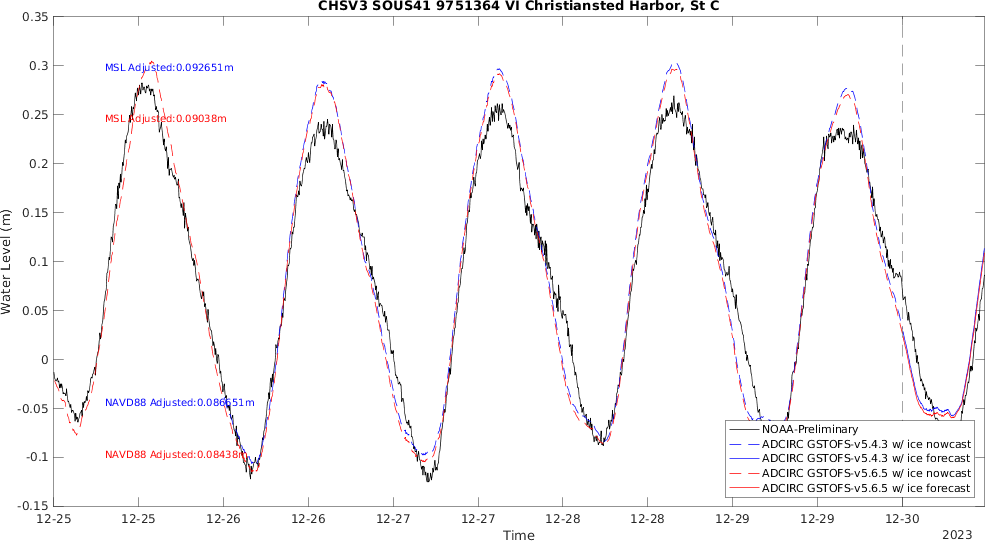 CHSV3 SOUS41 9751364 VI Christiansted Harbor, St C
0.35
0.3
0.25
0.2
0.15
0.1
0.05
0
-0.05
-0.1
-0.15
Water Level (m)
MSL Adjusted:0.092651m
MSL Adjusted:0.09038m
NAVD88 Adjusted:0.086651m
NAVD88 Adjusted:0.08438m
NOAA-Preliminary
ADCIRC GSTOFS-v5.4.3 w/ ice nowcast
ADCIRC GSTOFS-v5.4.3 w/ ice forecast
ADCIRC GSTOFS-v5.6.5 w/ ice nowcast
ADCIRC GSTOFS-v5.6.5 w/ ice forecast
12-25 12-25 12-26 12-26 12-27 12-27 12-28 12-28 12-29 12-29 12-30
Time
2023